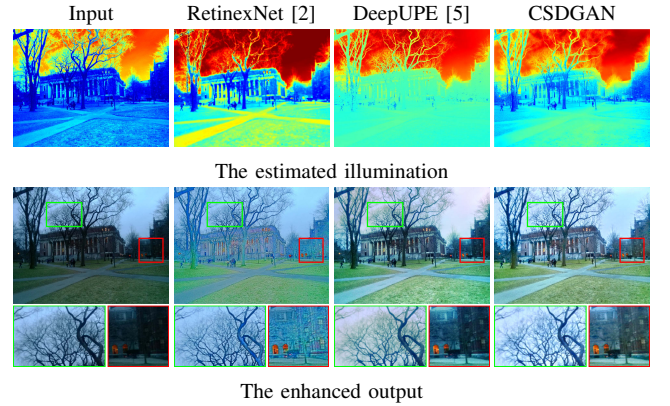 Input RetinexNet [2] DeepUPE [5] CSDGAN
The estimated illumination
The enhanced output